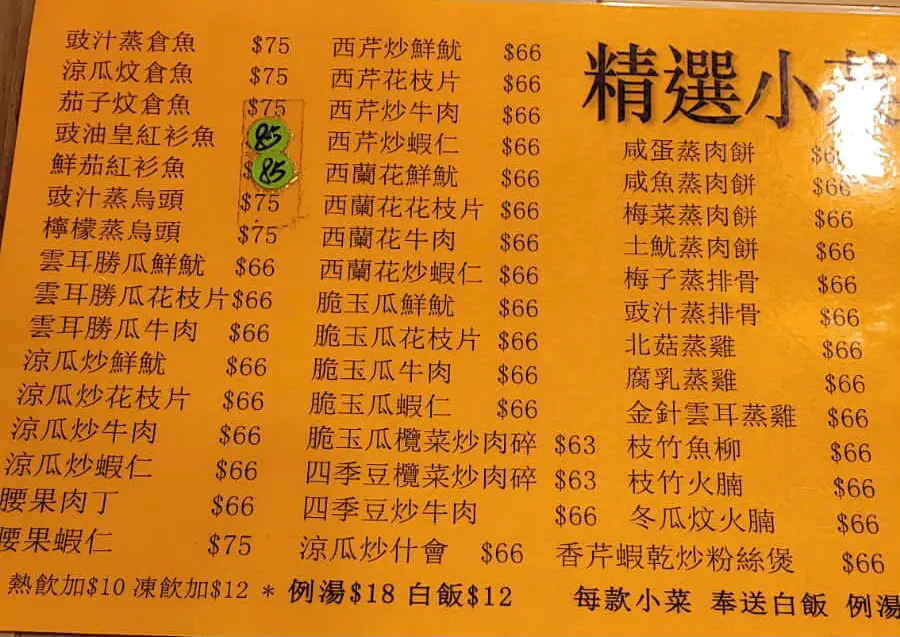 豉汁蒸倉魚 $75
涼瓜炆倉魚 $75
茄子炆倉魚 $75
豉油皇紅衫魚 85
鮮茄紅衫魚 85
豉汁蒸烏頭 $75
檸檬蒸烏頭 $75
雲耳勝瓜鮮魷 $66
雲耳勝瓜花枝片 $66
雲耳勝瓜牛肉 $66
涼瓜炒鮮魷 $66
涼瓜炒花枝片 $66
涼瓜炒牛肉 $66
涼瓜炒蝦仁 $66
腰果肉丁 $66
腰果蝦仁 $75
西芹炒鮮魷 $66
西芹花枝片 $66
西芹炒牛肉 $66
西芹炒蝦仁 $66
西蘭花鮮魷 $66
西蘭花花枝片 $66
西蘭花牛肉 $66
西蘭花炒蝦仁 $66
脆玉瓜鮮魷 $66
脆玉瓜花枝片 $66
脆玉瓜牛肉 $66
脆玉瓜蝦仁 $66
脆玉瓜欖菜炒肉碎 $63
四季豆欖菜炒肉碎 $63
四季豆炒牛肉 $66
涼瓜炒什會 $66
精選小菜
咸蛋蒸肉餅
咸魚蒸肉餅 $66
梅菜蒸肉餅 $66
土魷蒸肉餅 $66
梅子蒸排骨 $66
豉汁蒸排骨 $66
北菇蒸雞 $66
腐乳蒸雞 $66
金針雲耳蒸雞 $66
枝竹魚柳 $66
枝竹火腩 $66
冬瓜炆火腩 $66
香芹蝦乾炒粉絲煲 $66
熱飲加$10 凍飲加$12 * 例湯$18 白飯$12
每款小菜 奉送白飯 例湯